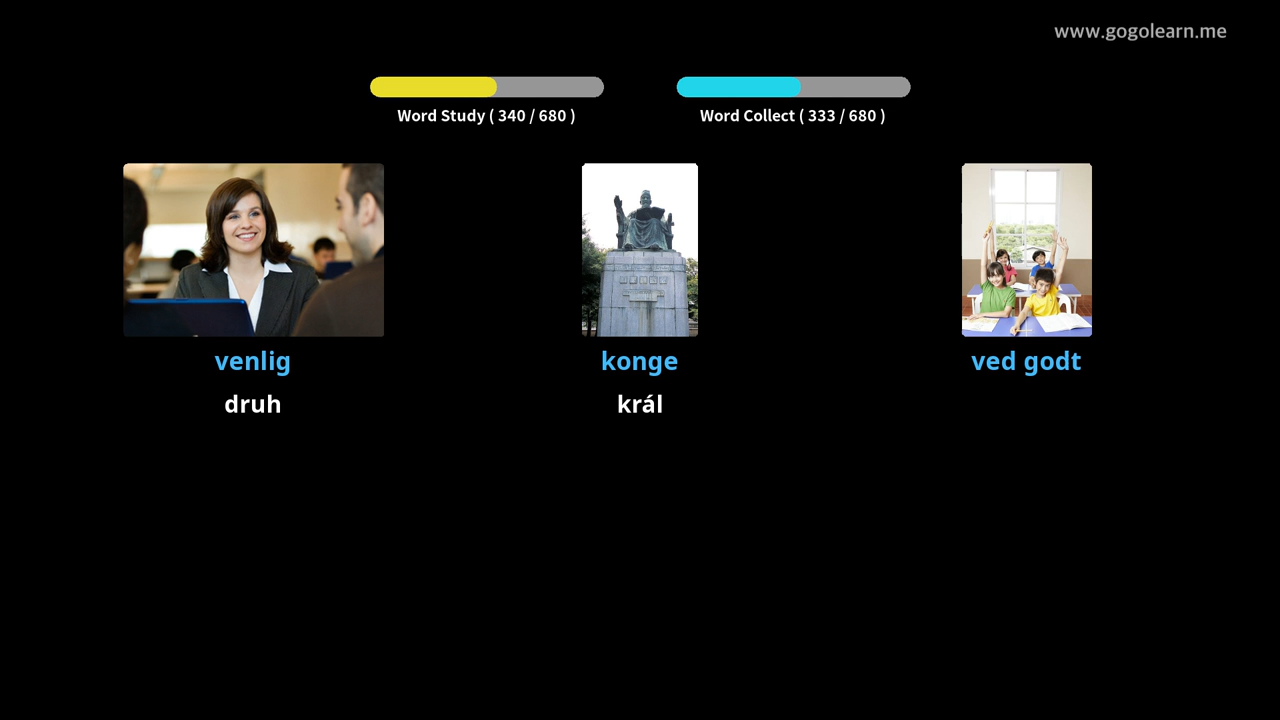 www.gogolearn.me
Word Study ( 340 / 680 )
Word Collect ( 333 / 680 )
venlig
konge
ved godt
druh
král